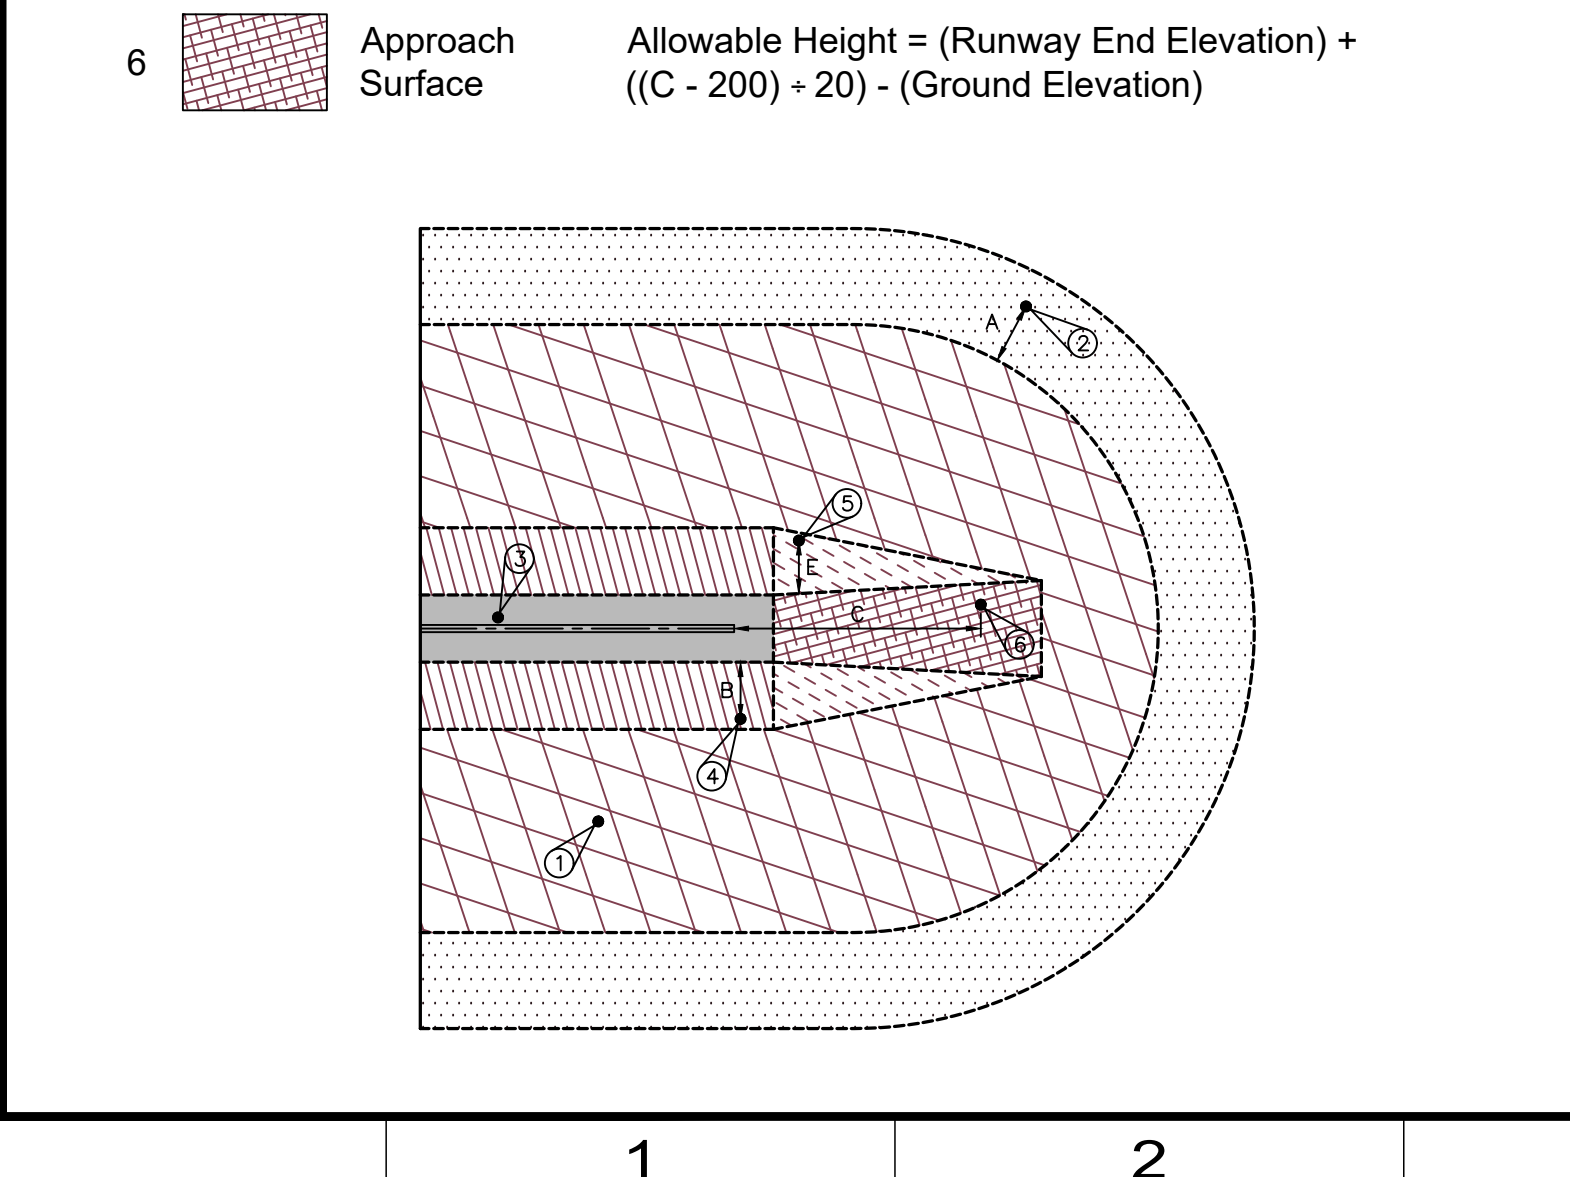 6
Approach
Surface
Allowable Height = (Runway End Elevation) +
((C - 200) ÷ 20) - (Ground Elevation)
A
2
5
3
E
C
6
B
4
1
1
2